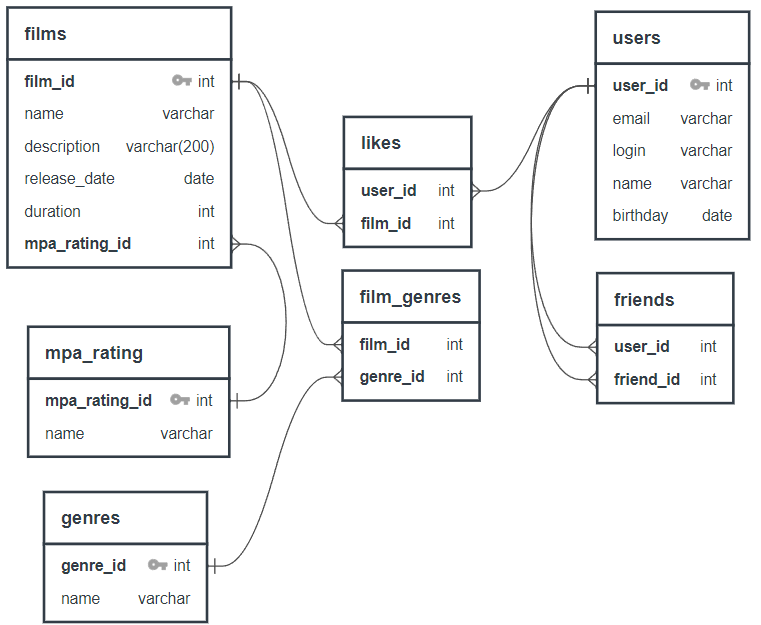 films
film_id int
name varchar
description varchar(200)
release_date date
duration int
mpa_rating_id int
users
user_id int
email varchar
login varchar
name varchar
birthday date
likes
user_id int
film_id int
film_genres
film_id int
genre_id int
friends
user_id int
friend_id int
mpa_rating
mpa_rating_id int
name varchar
genres
genre_id int
name varchar